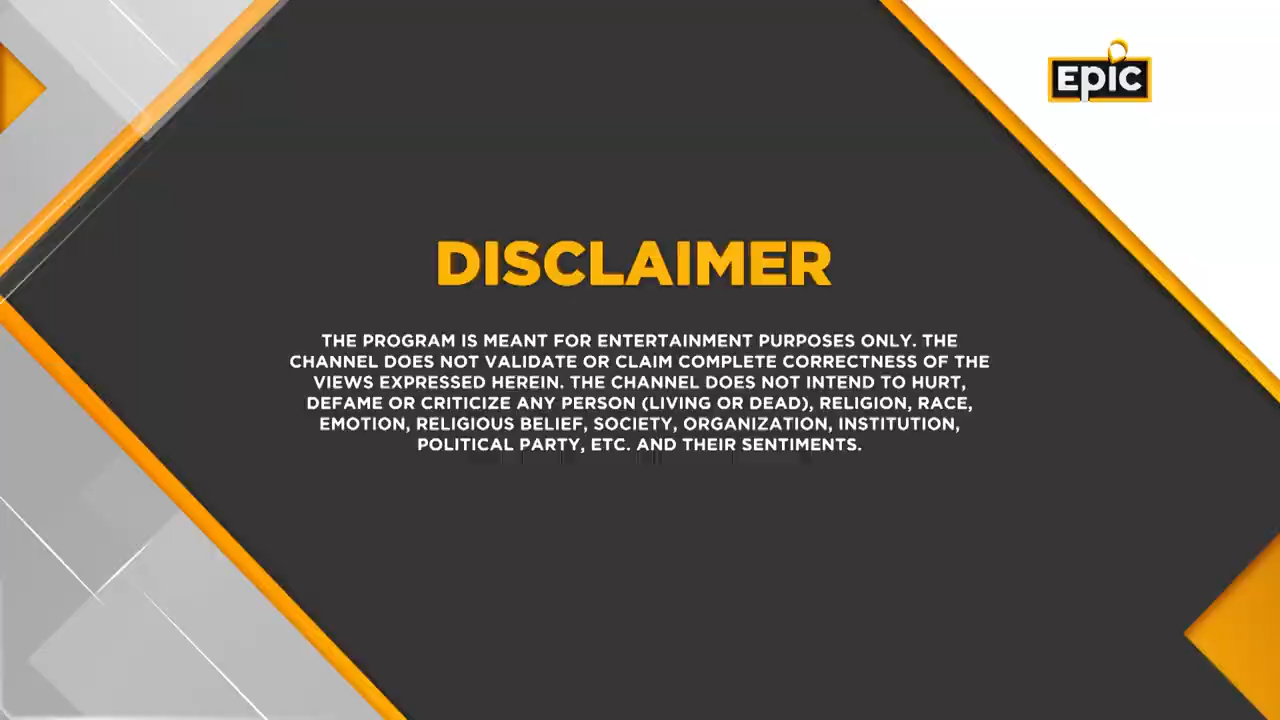 EPIC
DISCLAIMER
THE PROGRAM IS MEANT FOR ENTERTAINMENT PURPOSES ONLY. THE
CHANNEL DOES NOT VALIDATE OR CLAIM COMPLETE CORRECTNESS OF THE
VIEWS EXPRESSED HEREIN. THE CHANNEL DOES NOT INTEND TO HURT,
DEFAME OR CRITICIZE ANY PERSON (LIVING OR DEAD), RELIGION, RACE,
EMOTION, RELIGIOUS BELIEF, SOCIETY, ORGANIZATION, INSTITUTION,
POLITICAL PARTY, ETC. AND THEIR SENTIMENTS.